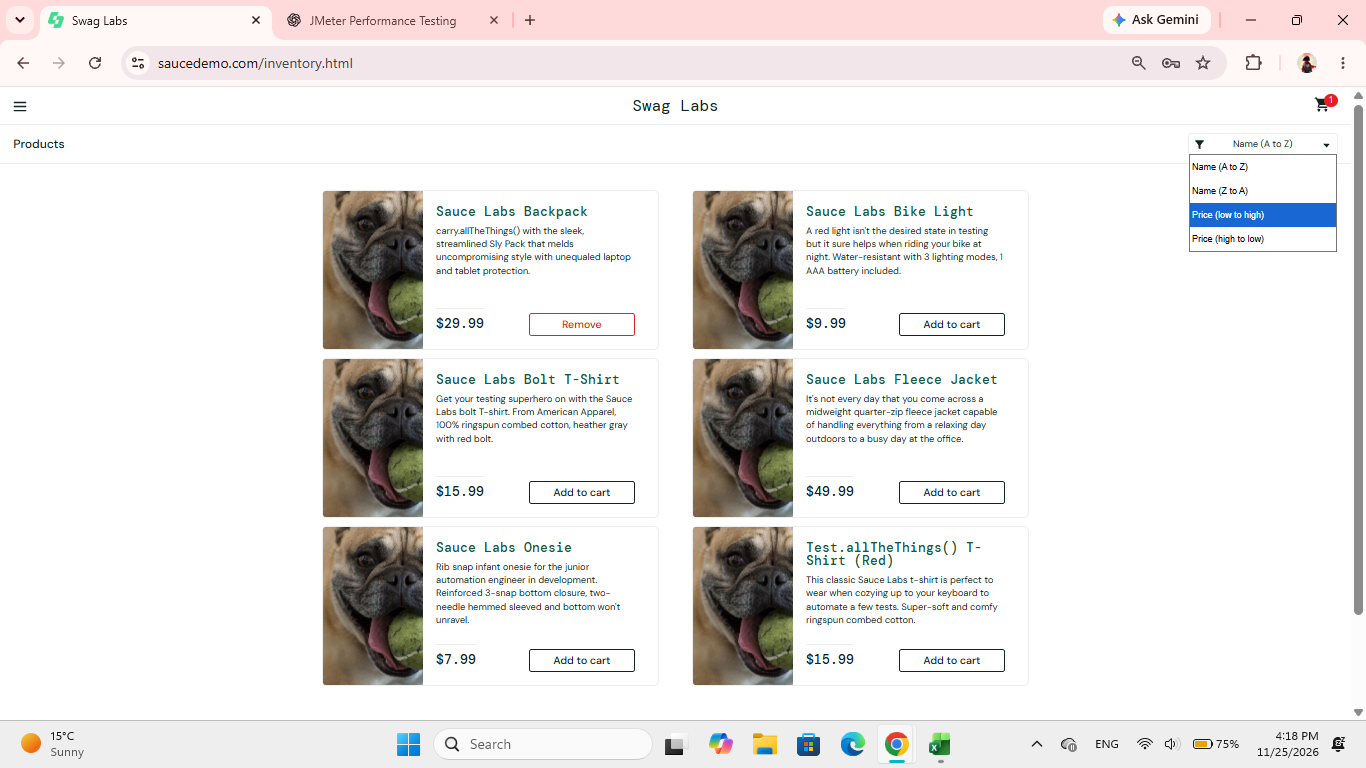 Swag Labs
JMeter Performance Testing
Ask Gemini
saucedemo.com/inventory.html
Swag Labs
1
Products
Name (A to Z)
Name (A to Z)
Name (Z to A)
Price (low to high)
Price (high to low)
Sauce Labs Backpack
carry.allTheThings() with the sleek,
streamlined Sly Pack that melds
uncompromising style with unequaled laptop
and tablet protection.
$29.99
Remove
Sauce Labs Bike Light
A red light isn't the desired state in testing
but it sure helps when riding your bike at
night. Water-resistant with 3 lighting modes, 1
AAA battery included.
$9.99
Add to cart
Sauce Labs Bolt T-Shirt
Get your testing superhero on with the Sauce
Labs bolt T-shirt. From American Apparel,
100% ringspun combed cotton, heather gray
with red bolt.
$15.99
Add to cart
Sauce Labs Fleece Jacket
It's not every day that you come across a
midweight quarter-zip fleece jacket capable
of handling everything from a relaxing day
outdoors to a busy day at the office.
$49.99
Add to cart
Sauce Labs Onesie
Rib snap infant onesie for the junior
automation engineer in development.
Reinforced 3-snap bottom closure, two-
needle hemmed sleeved and bottom won't
unravel.
$7.99
Add to cart
Test.allTheThings() T-
Shirt (Red)
This classic Sauce Labs t-shirt is perfect to
wear when cozying up to your keyboard to
automate a few tests. Super-soft and comfy
ringspun combed cotton.
$15.99
Add to cart
15°C
Sunny
Search
ENG
75%
4:18 PM
11/25/2026